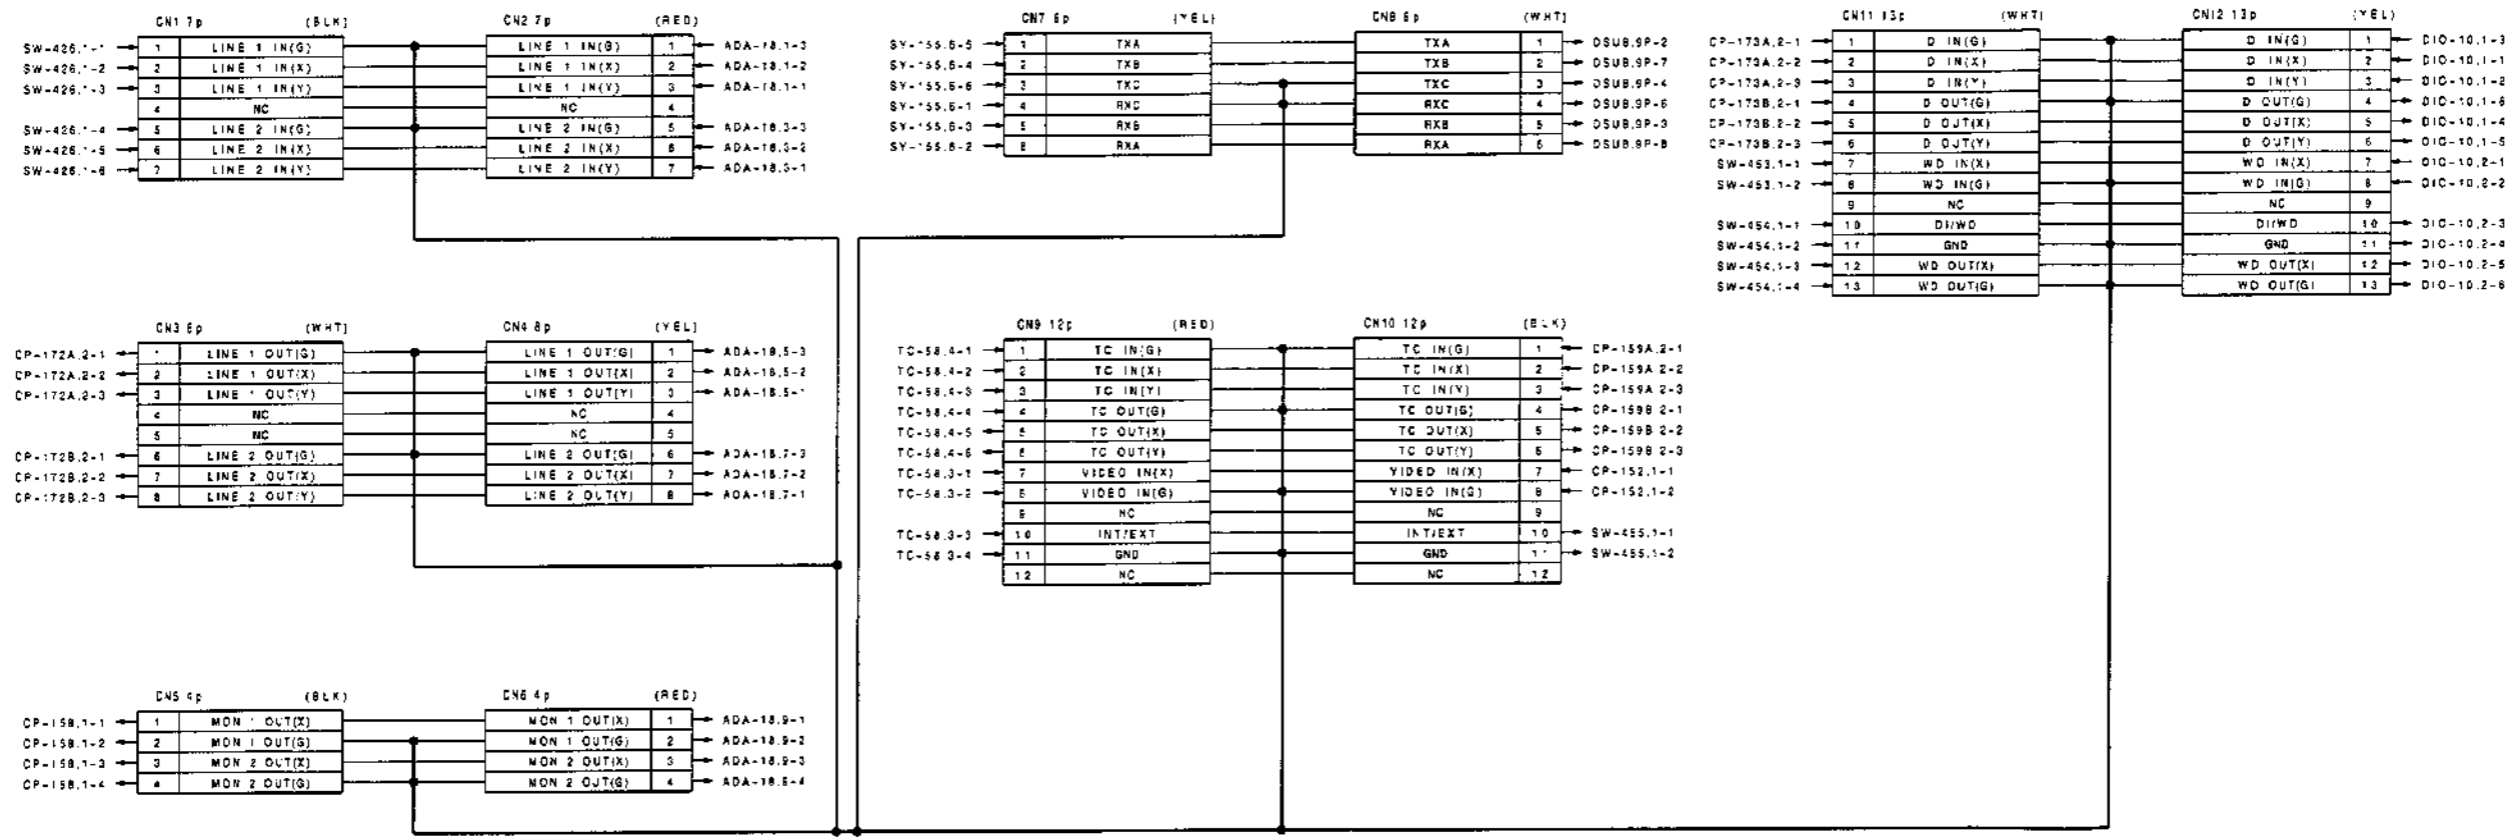 CN1 7p (BLK) CN2 7p (RED)
SW-426,1-1 1 LINE 1 IN(G) LINE 1 IN(G) 1 ADA-18,1-3
SW-426,1-2 2 LINE 1 IN(X) LINE 1 IN(X) 2 ADA-18,1-2
SW-426,1-3 3 LINE 1 IN(Y) LINE 1 IN(Y) 3 ADA-18,1-1
4 NC NC 4
SW-426,1-4 5 LINE 2 IN(G) LINE 2 IN(G) 5 ADA-18,3-3
SW-426,1-5 6 LINE 2 IN(X) LINE 2 IN(X) 6 ADA-18,3-2
SW-426,1-6 7 LINE 2 IN(Y) LINE 2 IN(Y) 7 ADA-18,3-1
CN3 8p (WHT) CN4 8p (YEL)
CP-172A,2-1 1 LINE 1 OUT(G) LINE 1 OUT(G) 1 ADA-18,5-3
CP-172A,2-2 2 LINE 1 OUT(X) LINE 1 OUT(X) 2 ADA-18,5-2
CP-172A,2-3 3 LINE 1 OUT(Y) LINE 1 OUT(Y) 3 ADA-18,5-1
4 NC NC 4
5 NC NC 5
CP-172B,2-1 6 LINE 2 OUT(G) LINE 2 OUT(G) 6 ADA-18,7-3
CP-172B,2-2 7 LINE 2 OUT(X) LINE 2 OUT(X) 7 ADA-18,7-2
CP-172B,2-3 8 LINE 2 OUT(Y) LINE 2 OUT(Y) 8 ADA-18,7-1
CN5 4p (BLK) CN6 4p (RED)
CP-158,1-1 1 MON 1 OUT(X) MON 1 OUT(X) 1 ADA-18,9-1
CP-158,1-2 2 MON 1 OUT(G) MON 1 OUT(G) 2 ADA-18,9-2
CP-158,1-3 3 MON 2 OUT(X) MON 2 OUT(X) 3 ADA-18,9-3
CP-158,1-4 4 MON 2 OUT(G) MON 2 OUT(G) 4 ADA-18,9-4
CN7 6p (YEL) CN8 6p (WHT)
SY-155,6-5 1 TXA TXA 1 DSUB,9P-2
SY-155,6-4 2 TXB TXB 2 DSUB,9P-7
SY-155,6-6 3 TXC TXC 3 DSUB,9P-4
SY-155,6-1 4 RXC RXC 4 DSUB,9P-6
SY-155,6-3 5 RXB RXB 5 DSUB,9P-3
SY-155,6-2 6 RXA RXA 6 DSUB,9P-8
CN9 12p (RED) CN10 12p (BLK)
TC-58,4-1 1 TC IN(G) TC IN(G) 1 CP-159A,2-1
TC-58,4-2 2 TC IN(X) TC IN(X) 2 CP-159A,2-2
TC-58,4-3 3 TC IN(Y) TC IN(Y) 3 CP-159A,2-3
TC-58,4-4 4 TC OUT(G) TC OUT(G) 4 CP-159B,2-1
TC-58,4-5 5 TC OUT(X) TC OUT(X) 5 CP-159B,2-2
TC-58,4-6 6 TC OUT(Y) TC OUT(Y) 6 CP-159B,2-3
TC-58,3-1 7 VIDEO IN(X) VIDEO IN(X) 7 CP-152,1-1
TC-58,3-2 8 VIDEO IN(G) VIDEO IN(G) 8 CP-152,1-2
9 NC NC 9
TC-58,3-3 10 INT/EXT INT/EXT 10 SW-455,1-1
TC-58,3-4 11 GND GND 11 SW-455,1-2
12 NC NC 12
CN11 13p (WHT) CN12 13p (YEL)
CP-173A,2-1 1 D IN(G) D IN(G) 1 DIO-10,1-3
CP-173A,2-2 2 D IN(X) D IN(X) 2 DIO-10,1-1
CP-173A,2-3 3 D IN(Y) D IN(Y) 3 DIO-10,1-2
CP-173B,2-1 4 D OUT(G) D OUT(G) 4 DIO-10,1-6
CP-173B,2-2 5 D OUT(X) D OUT(X) 5 DIO-10,1-4
CP-173B,2-3 6 D OUT(Y) D OUT(Y) 6 DIO-10,1-5
SW-453,1-1 7 WD IN(X) WD IN(X) 7 DIO-10,2-1
SW-453,1-2 8 WD IN(G) WD IN(G) 8 DIO-10,2-2
9 NC NC 9
SW-454,1-1 10 DI/WD DI/WD 10 DIO-10,2-3
SW-454,1-2 11 GND GND 11 DIO-10,2-4
SW-454,1-3 12 WD OUT(X) WD OUT(X) 12 DIO-10,2-5
SW-454,1-4 13 WD OUT(G) WD OUT(G) 13 DIO-10,2-6